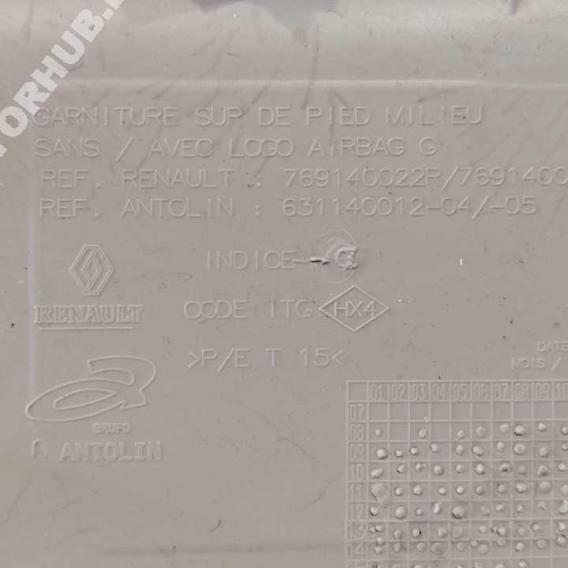 GARNITURE SUP DE PIED MILIEU
SANS / AVEC LOGO AIRBAG G
REF. RENAULT : 769140022R/7691400
REF. ANTOLIN : 631140012-04/-05
INDICE
RENAULT
CODE ITG HX4
>P/E T 15<
DATE
MOIS /
GRUPO
ANTOLIN
01 02 03 04 05 06 07 08 09 10
07
08
09
10
11
12
13
14